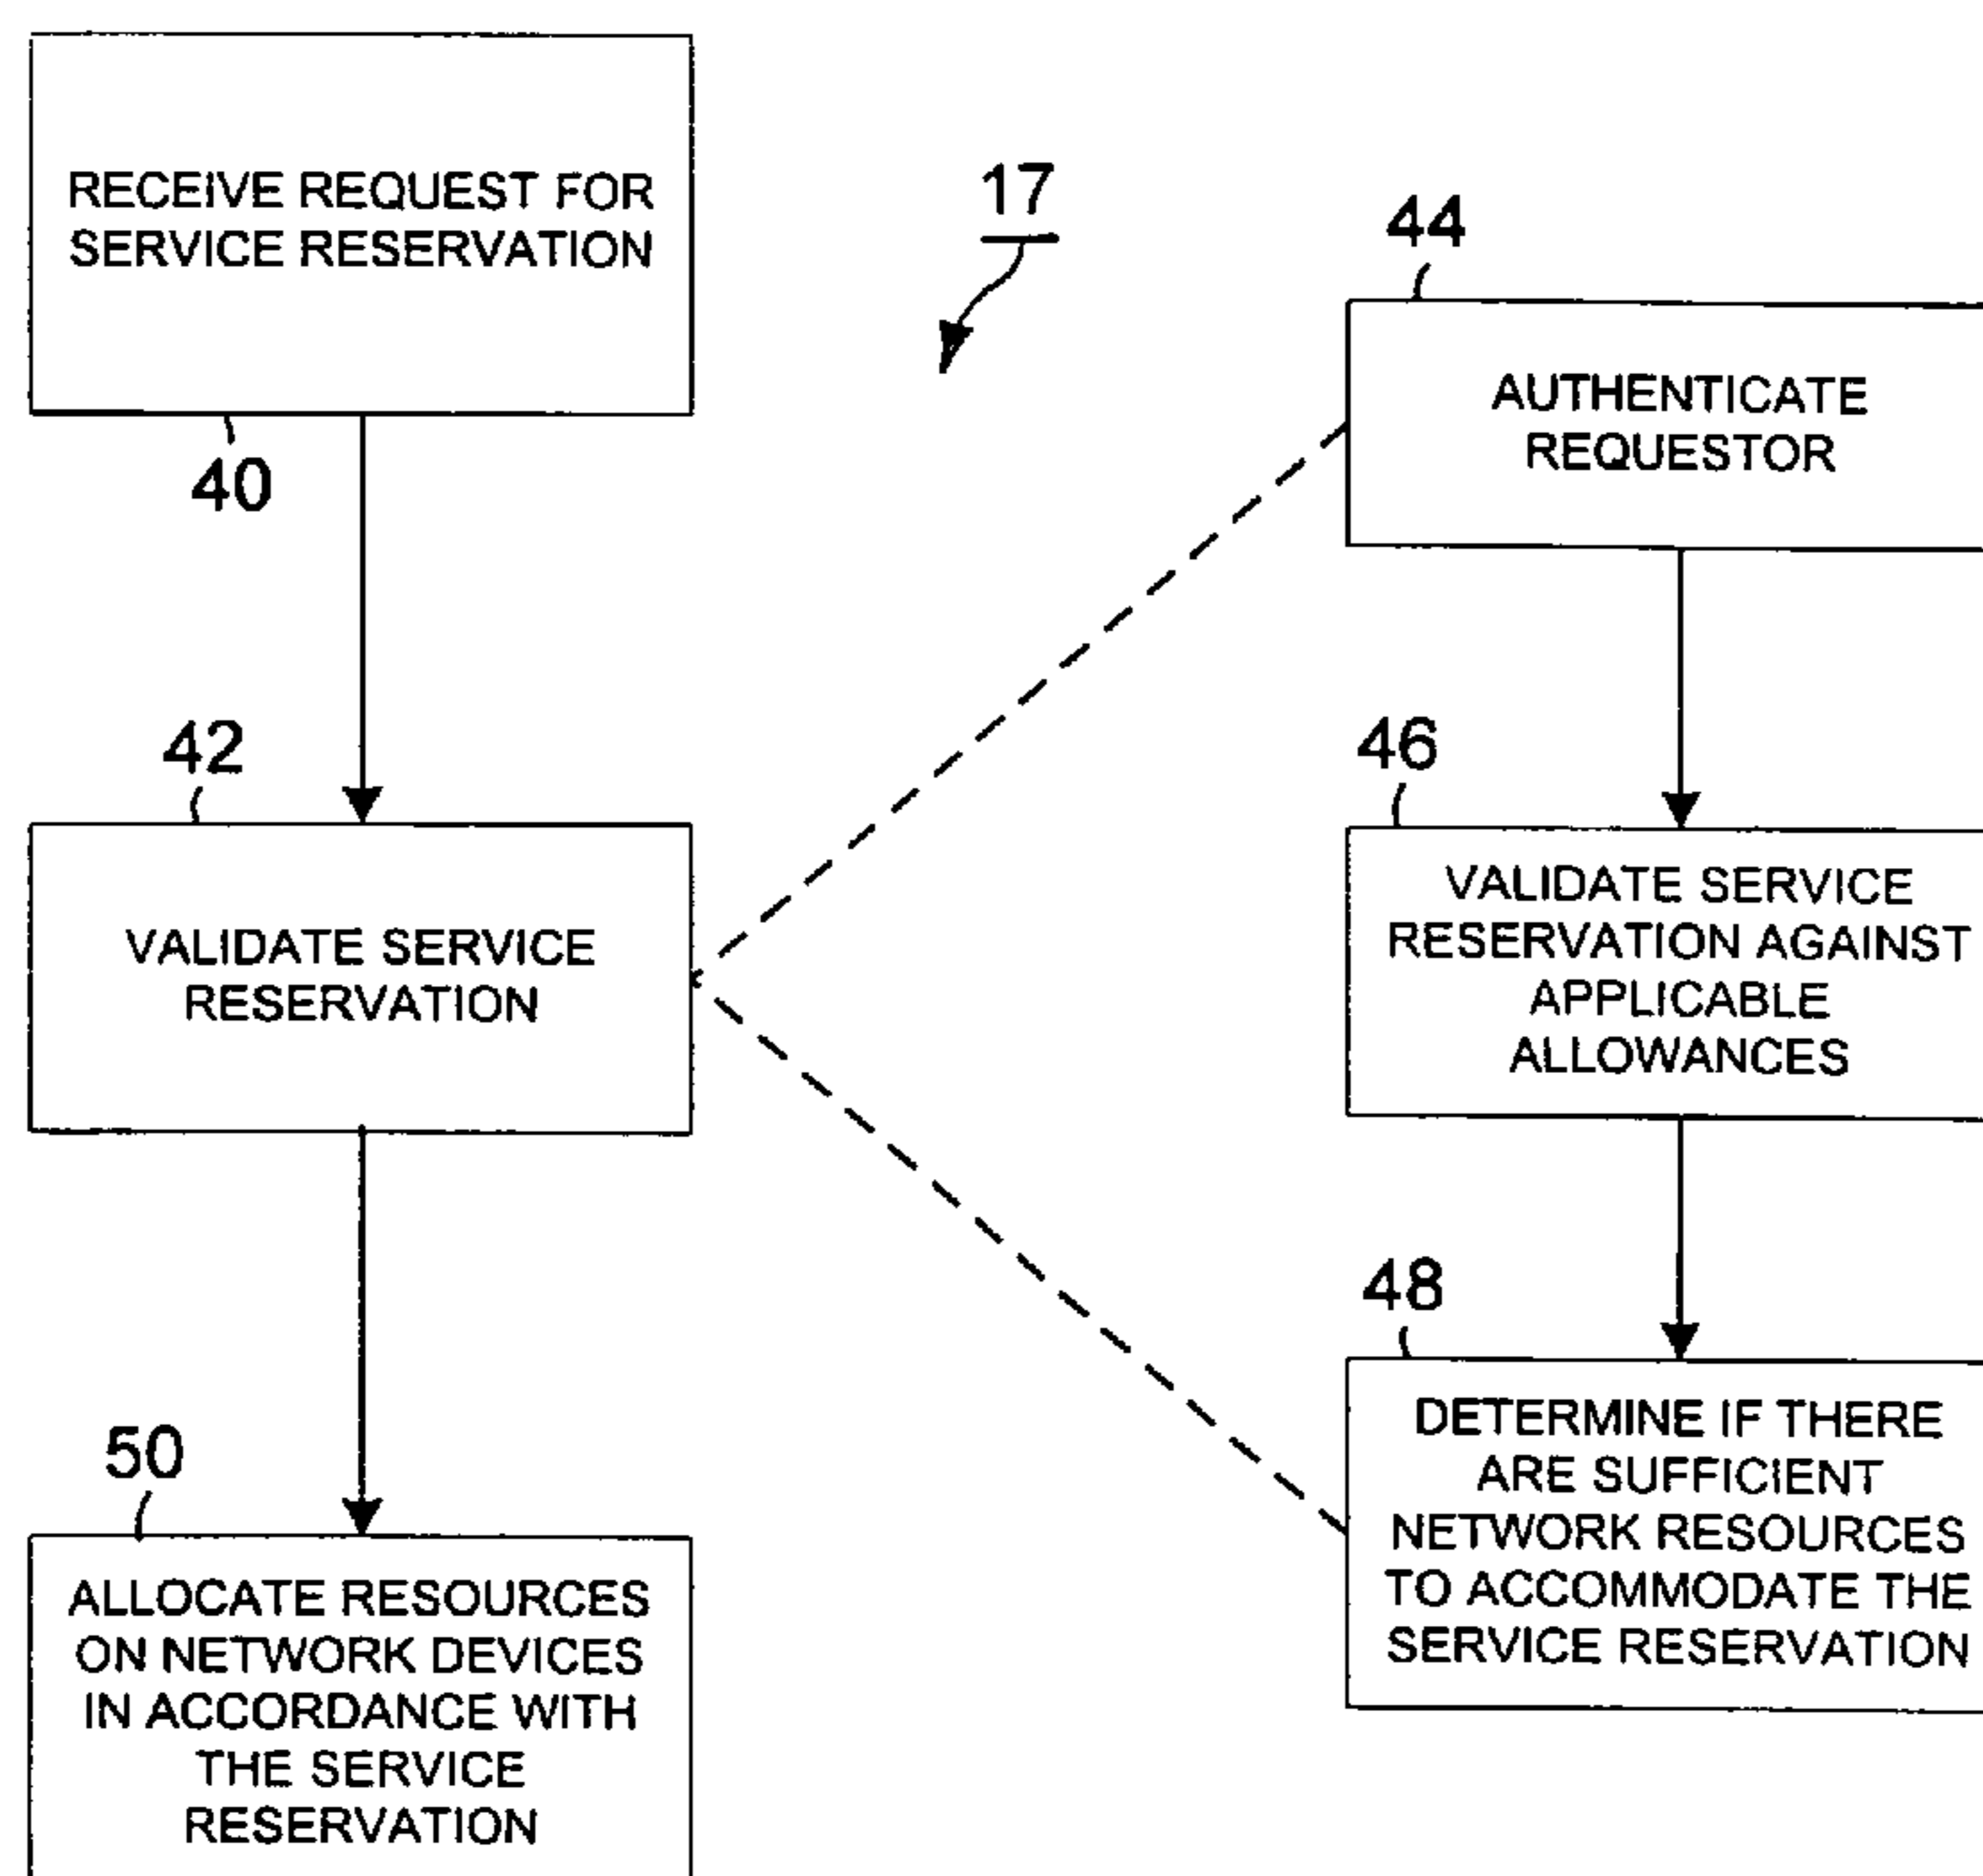 RECEIVE REQUEST FOR
SERVICE RESERVATION
40
17
42
VALIDATE SERVICE
RESERVATION
50
ALLOCATE RESOURCES
ON NETWORK DEVICES
IN ACCORDANCE WITH
THE SERVICE
RESERVATION
44
AUTHENTICATE
REQUESTOR
46
VALIDATE SERVICE
RESERVATION AGAINST
APPLICABLE
ALLOWANCES
48
DETERMINE IF THERE
ARE SUFFICIENT
NETWORK RESOURCES
TO ACCOMMODATE THE
SERVICE RESERVATION